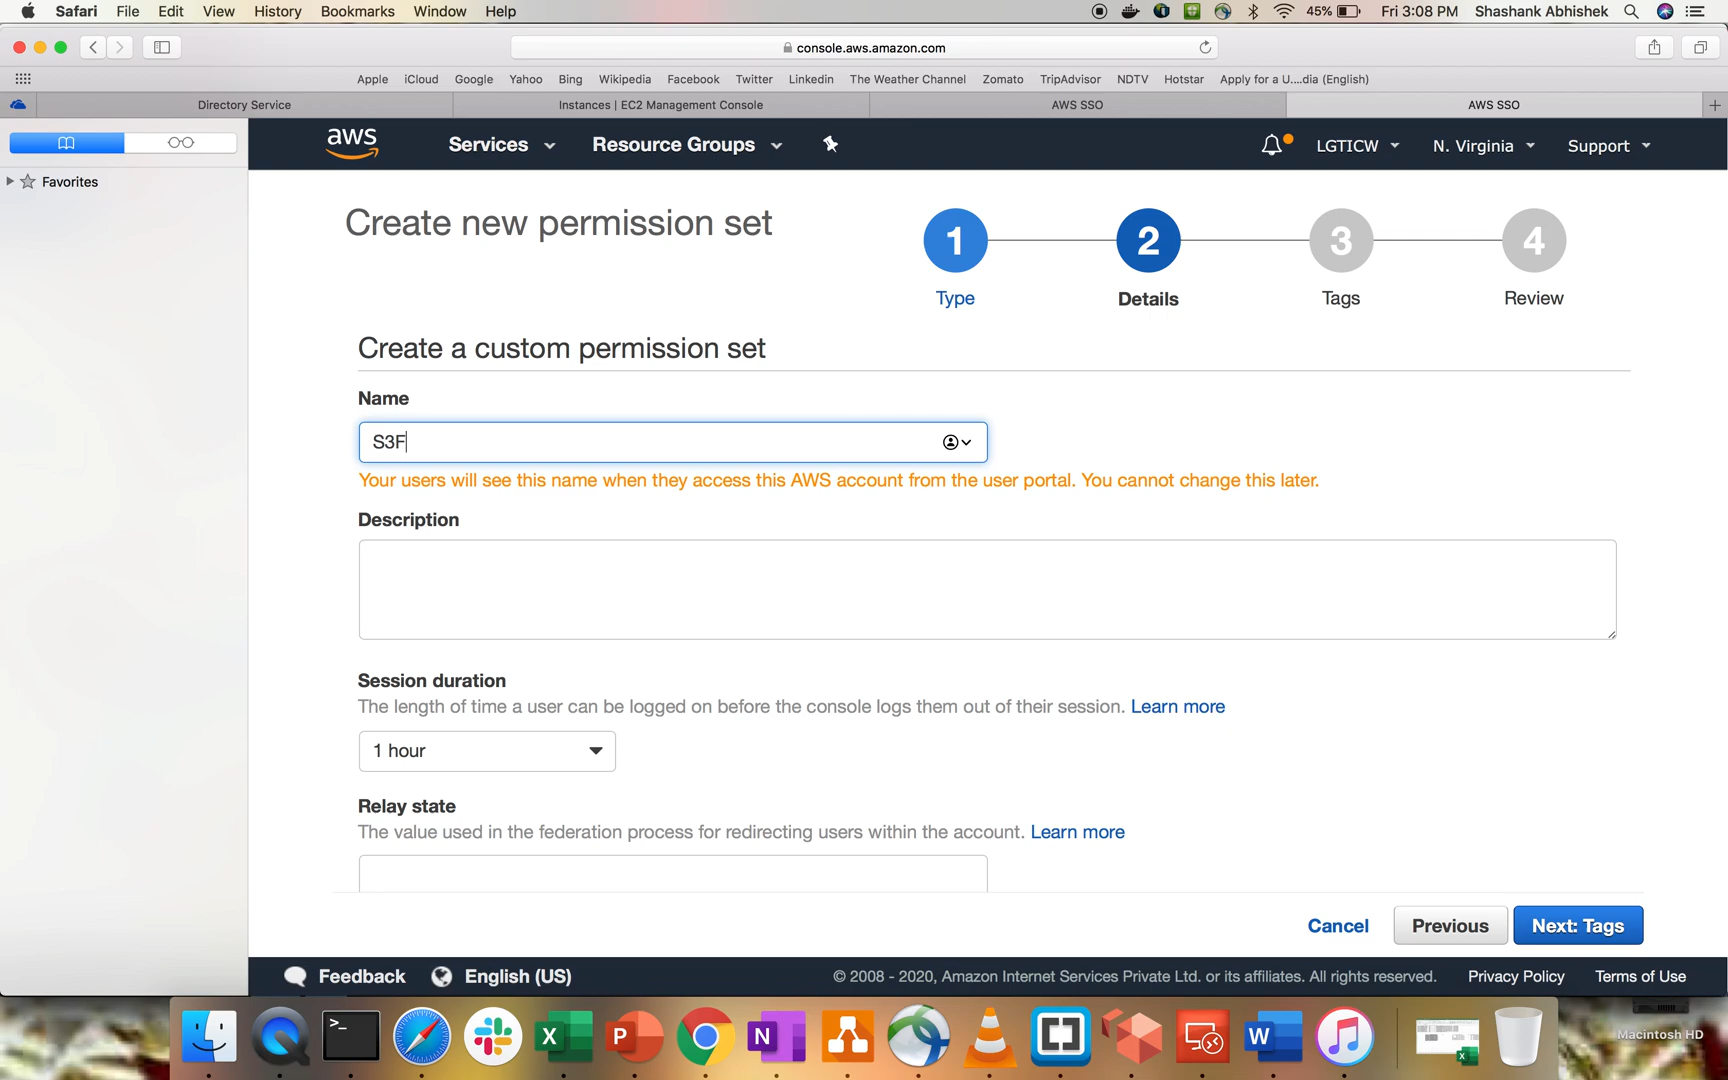 Safari File Edit View History Bookmarks Window Help 45% Fri 3:08 PM Shashank Abhishek
console.aws.amazon.com
Apple iCloud Google Yahoo Bing Wikipedia Facebook Twitter Linkedin The Weather Channel Zomato TripAdvisor NDTV Hotstar Apply for a U....dia (English)
Directory Service Instances | EC2 Management Console AWS SSO AWS SSO
Favorites
aws Services Resource Groups LGTICW N. Virginia Support
Create new permission set
1 2 3 4
Type Details Tags Review
Create a custom permission set
Name
S3F
Your users will see this name when they access this AWS account from the user portal. You cannot change this later.
Description
Session duration
The length of time a user can be logged on before the console logs them out of their session. Learn more
1 hour
Relay state
The value used in the federation process for redirecting users within the account. Learn more
Cancel Previous Next: Tags
Feedback English (US) © 2008 - 2020, Amazon Internet Services Private Ltd. or its affiliates. All rights reserved. Privacy Policy Terms of Use
Macintosh HD